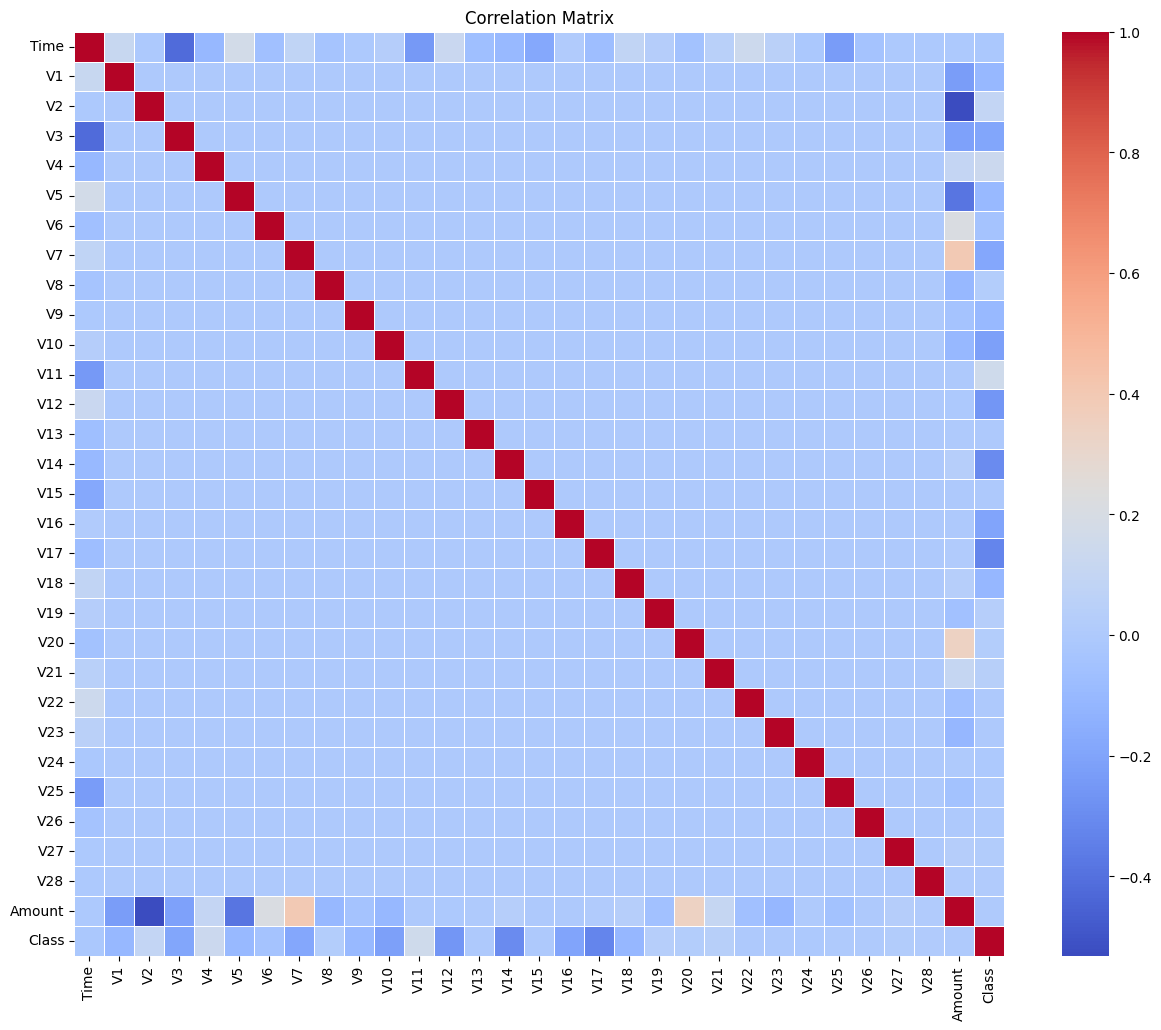 Correlation Matrix
Time
V1
V2
V3
V4
V5
V6
V7
V8
V9
V10
V11
V12
V13
V14
V15
V16
V17
V18
V19
V20
V21
V22
V23
V24
V25
V26
V27
V28
Amount
Class
Time
V1
V2
V3
V4
V5
V6
V7
V8
V9
V10
V11
V12
V13
V14
V15
V16
V17
V18
V19
V20
V21
V22
V23
V24
V25
V26
V27
V28
Amount
Class
1.0
0.8
0.6
0.4
0.2
0.0
−0.2
−0.4